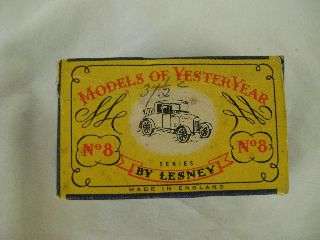 MODELS OF YESTERYEAR
Nº8
Nº8
SERIES
BY LESNEY
MADE IN ENGLAND